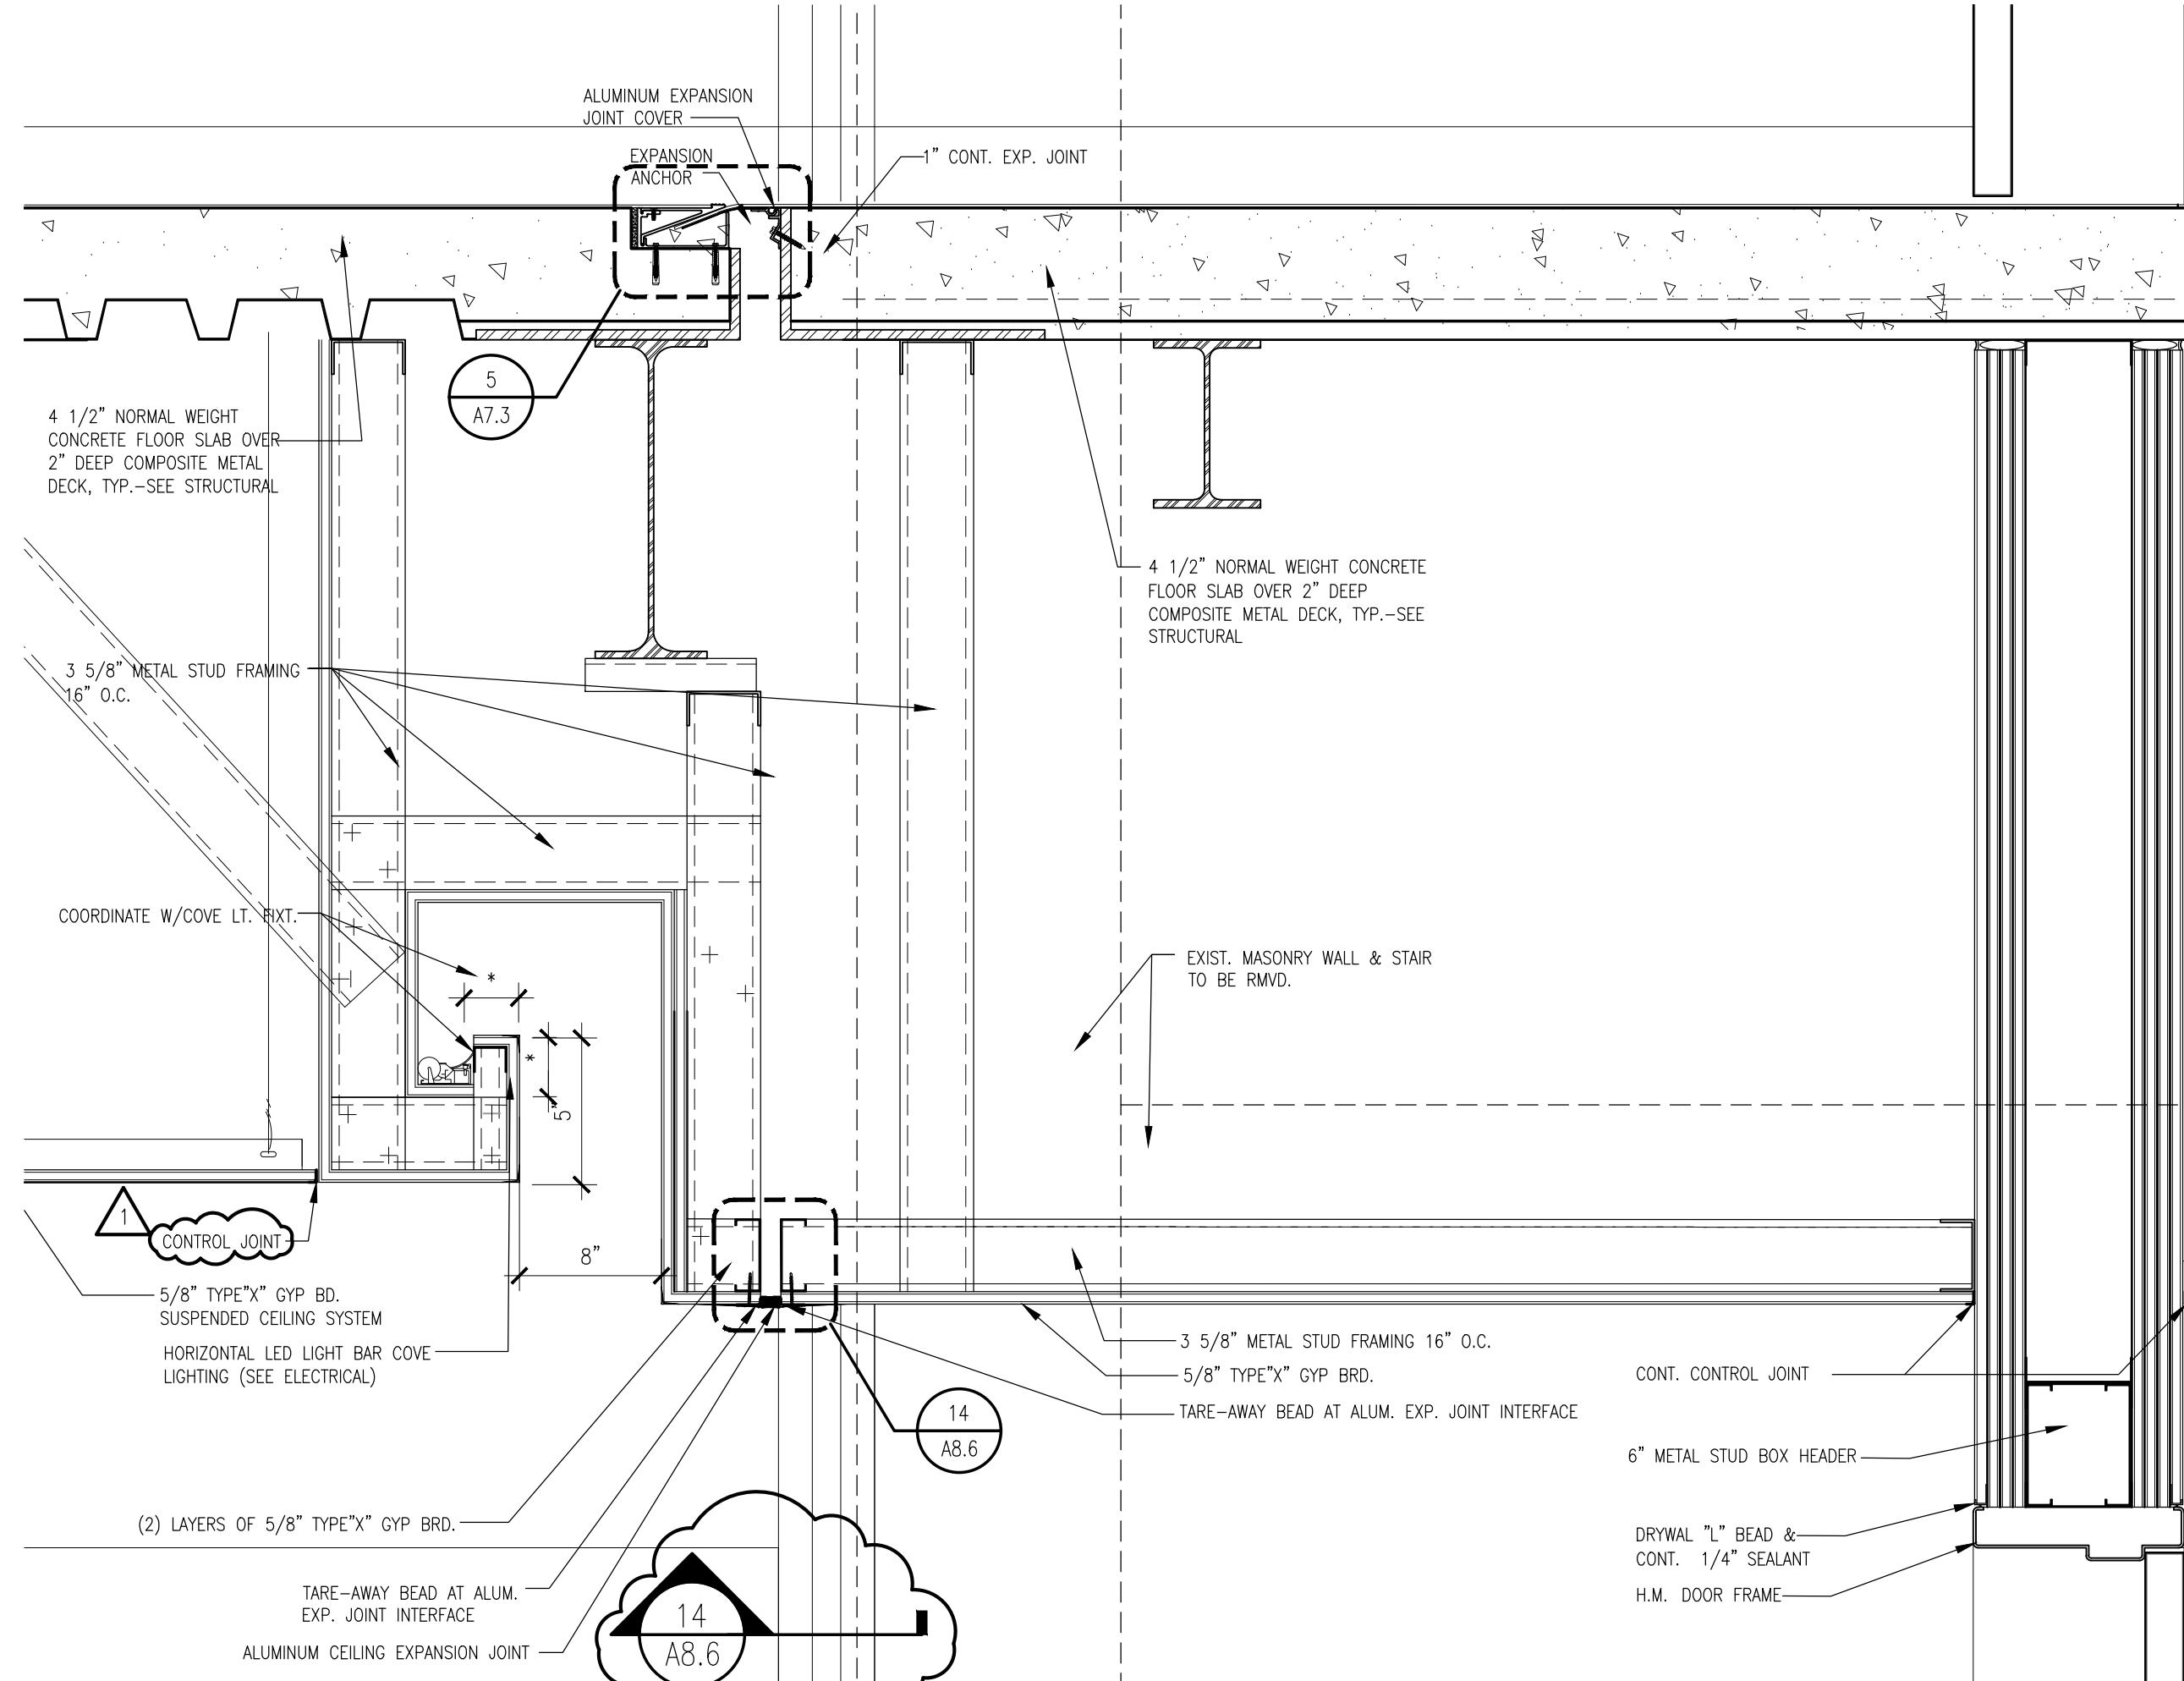 ALUMINUM EXPANSION
JOINT COVER
EXPANSION
ANCHOR
1" CONT. EXP. JOINT
5
A7.3
4 1/2" NORMAL WEIGHT
CONCRETE FLOOR SLAB OVER
2" DEEP COMPOSITE METAL
DECK, TYP.-SEE STRUCTURAL
4 1/2" NORMAL WEIGHT CONCRETE
FLOOR SLAB OVER 2" DEEP
COMPOSITE METAL DECK, TYP.-SEE
STRUCTURAL
3 5/8" METAL STUD FRAMING
16" O.C.
COORDINATE W/COVE LT. FIXT.
*
*
5"
EXIST. MASONRY WALL & STAIR
TO BE RMVD.
1
CONTROL JOINT
8"
5/8" TYPE"X" GYP BD.
SUSPENDED CEILING SYSTEM
HORIZONTAL LED LIGHT BAR COVE
LIGHTING (SEE ELECTRICAL)
3 5/8" METAL STUD FRAMING 16" O.C.
5/8" TYPE"X" GYP BRD.
TARE-AWAY BEAD AT ALUM. EXP. JOINT INTERFACE
14
A8.6
CONT. CONTROL JOINT
6" METAL STUD BOX HEADER
(2) LAYERS OF 5/8" TYPE"X" GYP BRD.
DRYWAL "L" BEAD &
CONT. 1/4" SEALANT
H.M. DOOR FRAME
TARE-AWAY BEAD AT ALUM.
EXP. JOINT INTERFACE
ALUMINUM CEILING EXPANSION JOINT
14
A8.6